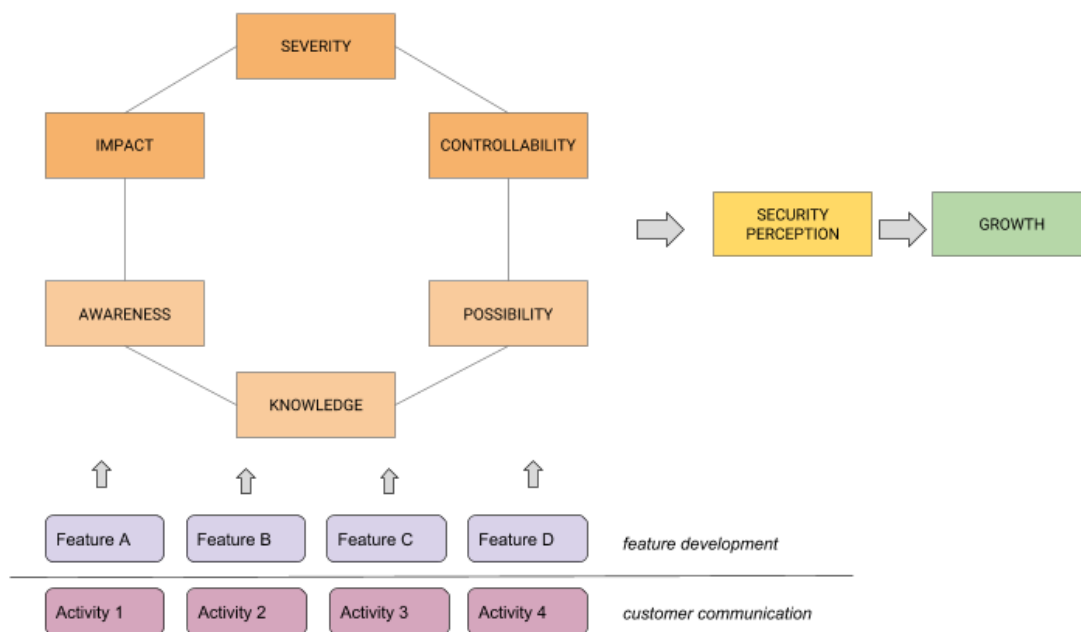 SEVERITY
IMPACT
CONTROLLABILITY
SECURITY
PERCEPTION
GROWTH
AWARENESS
POSSIBILITY
KNOWLEDGE
Feature A
Feature B
Feature C
Feature D
feature development
Activity 1
Activity 2
Activity 3
Activity 4
customer communication